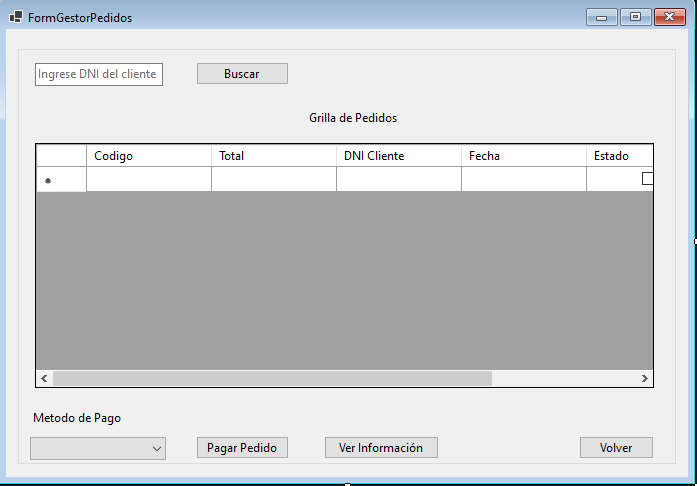 FormGestorPedidos
Ingrese DNI del cliente Buscar
Grilla de Pedidos
Codigo Total DNI Cliente Fecha Estado
Metodo de Pago
Pagar Pedido Ver Información Volver